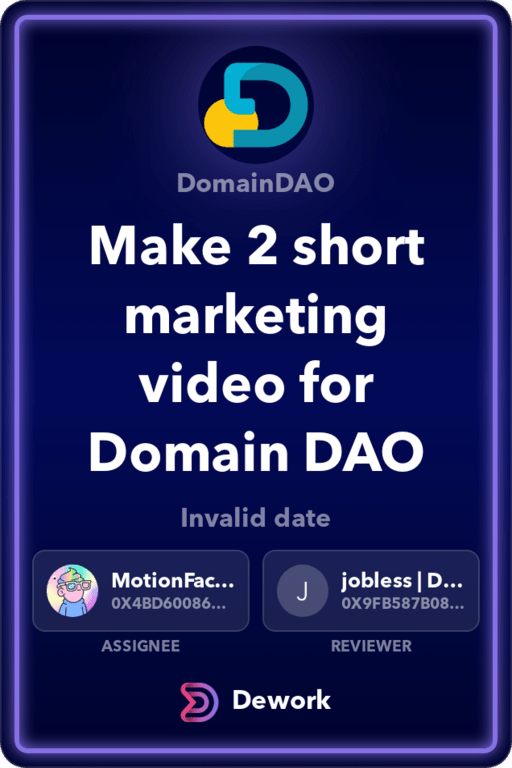 DomainDAO
Make 2 short
marketing
video for
Domain DAO
Invalid date
MotionFac...
0X4BD60086...
J
jobless | D...
0X9FB587B08...
ASSIGNEE
REVIEWER
Dework